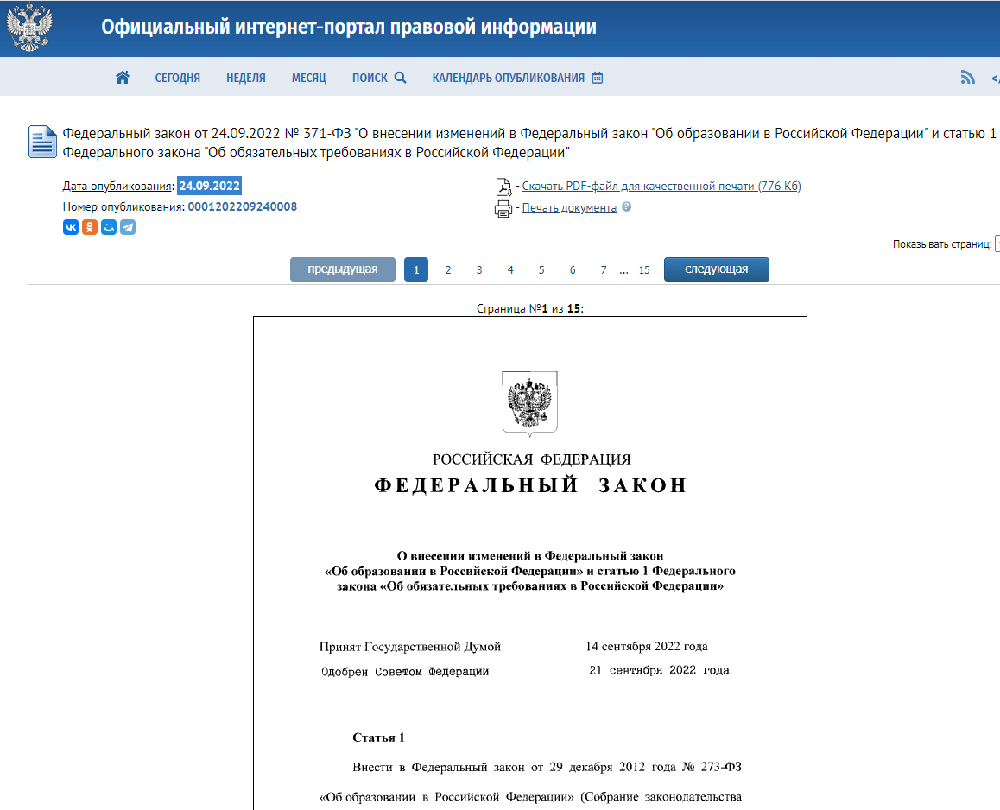 Официальный интернет-портал правовой информации
СЕГОДНЯ НЕДЕЛЯ МЕСЯЦ ПОИСК КАЛЕНДАРЬ ОПУБЛИКОВАНИЯ
Федеральный закон от 24.09.2022 № 371-ФЗ "О внесении изменений в Федеральный закон "Об образовании в Российской Федерации" и статью 1
Федерального закона "Об обязательных требованиях в Российской Федерации"
Дата опубликования: 24.09.2022
Номер опубликования: 0001202209240008
- Скачать PDF-файл для качественной печати (776 Кб)
- Печать документа ?
Показывать страниц:
предыдущая 1 2 3 4 5 6 7 ... 15 следующая
Страница №1 из 15:
РОССИЙСКАЯ ФЕДЕРАЦИЯ
ФЕДЕРАЛЬНЫЙ ЗАКОН
О внесении изменений в Федеральный закон
«Об образовании в Российской Федерации» и статью 1 Федерального
закона «Об обязательных требованиях в Российской Федерации»
Принят Государственной Думой 14 сентября 2022 года
Одобрен Советом Федерации 21 сентября 2022 года
Статья 1
Внести в Федеральный закон от 29 декабря 2012 года № 273-ФЗ
«Об образовании в Российской Федерации» (Собрание законодательства